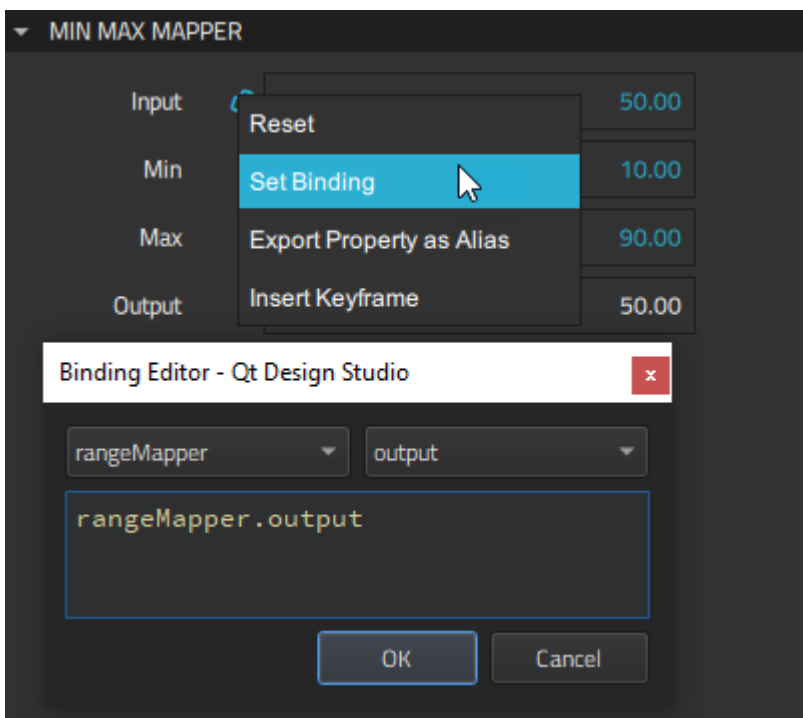 MIN MAX MAPPER
Input 50.00
Reset
Min 10.00
Set Binding
Max 90.00
Export Property as Alias
Output 50.00
Insert Keyframe
Binding Editor - Qt Design Studio
x
rangeMapper output
rangeMapper.output
OK Cancel